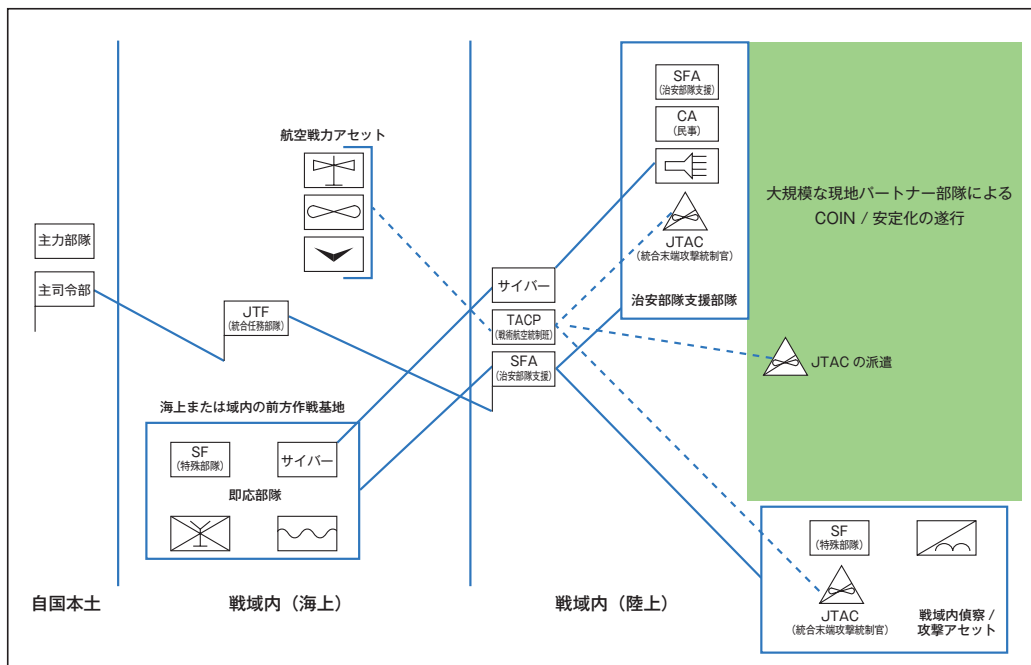 主力部隊
主司令部
自国本土
航空戦力アセット
JTF
(統合任務部隊)
海上または域内の前方作戦基地
SF
(特殊部隊)
サイバー
即応部隊
戦域内（海上）
サイバー
TACP
(戦術航空統制班)
SFA
(治安部隊支援)
戦域内（陸上）
SFA
(治安部隊支援)
CA
(民事)
JTAC
(統合末端攻撃統制官)
治安部隊支援部隊
大規模な現地パートナー部隊による
COIN / 安定化の遂行
JTAC の派遣
SF
(特殊部隊)
JTAC
(統合末端攻撃統制官)
戦域内偵察 /
攻撃アセット